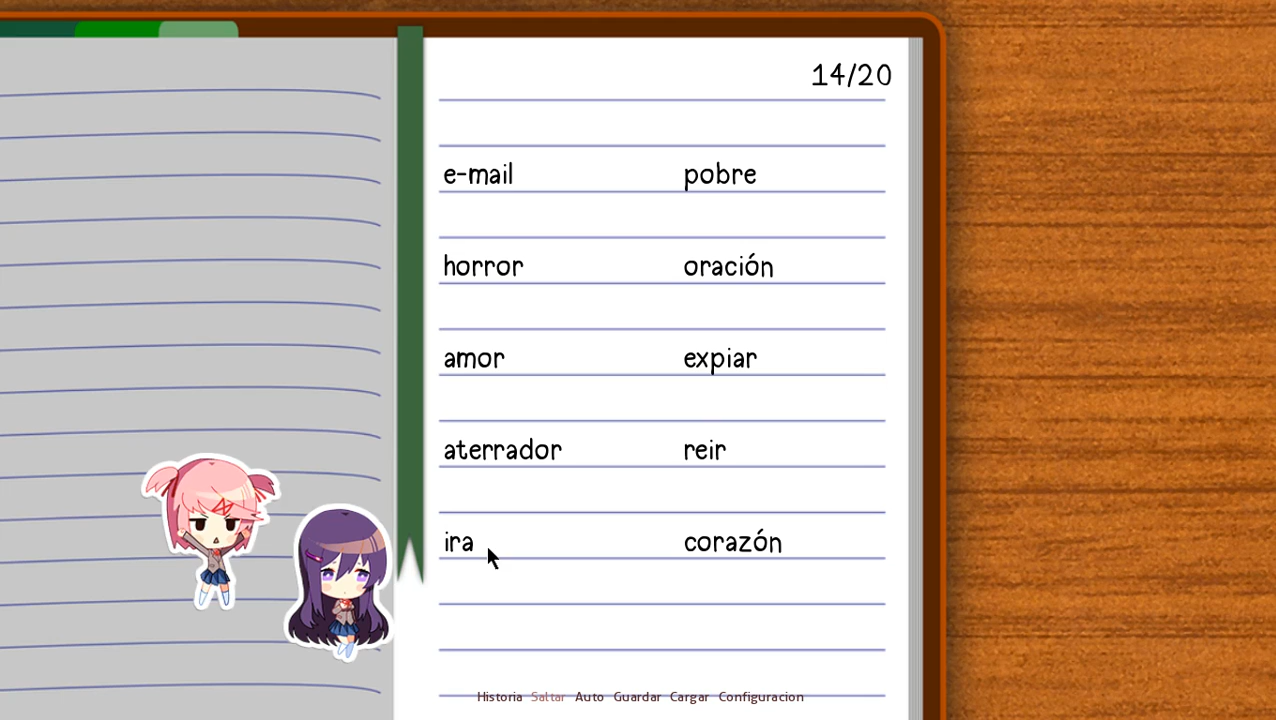 14/20
e-mail pobre
horror oración
amor expiar
aterrador reir
ira corazón
Historia Saltar Auto Guardar Cargar Configuracion